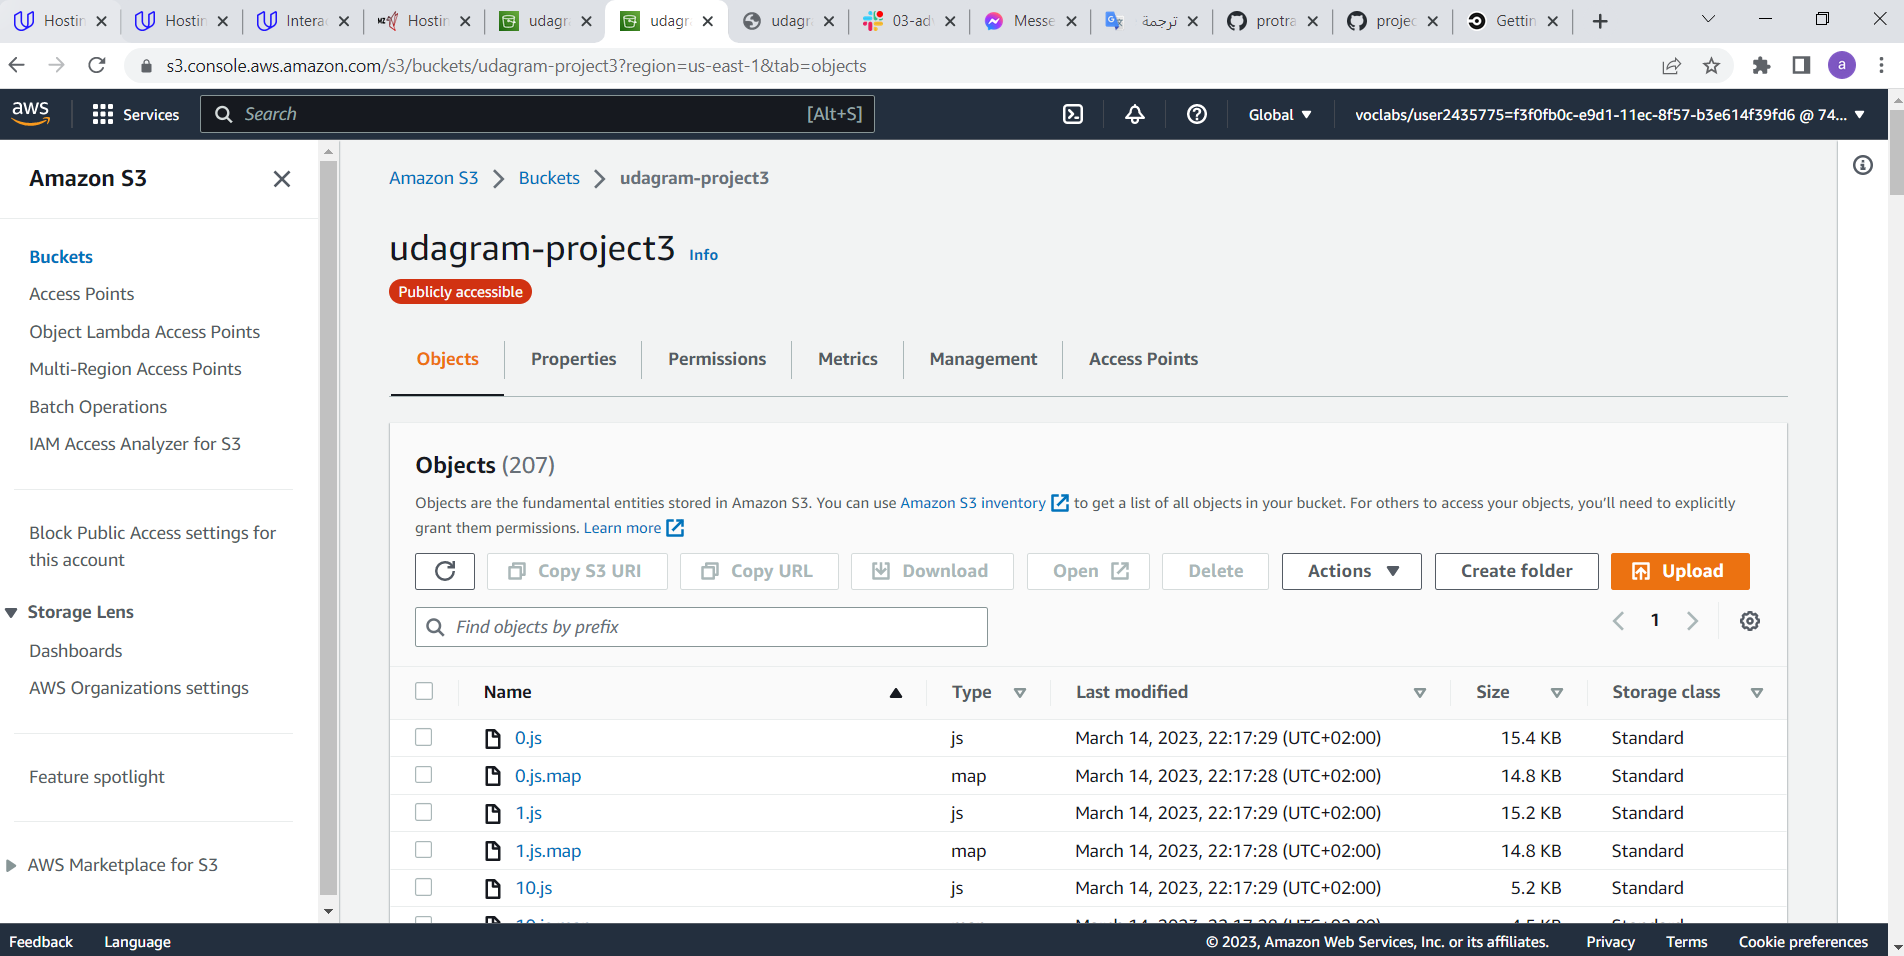 Hostin Hostin Intera Hostin udagra udagra udagra 03-ad Messe ترجمة protra projec Gettin
s3.console.aws.amazon.com/s3/buckets/udagram-project3?region=us-east-1&tab=objects a
aws Services Search [Alt+S] Global voclabs/user2435775=f3f0fb0c-e9d1-11ec-8f57-b3e614f39fd6 @ 74...
Amazon S3
Buckets
Access Points
Object Lambda Access Points
Multi-Region Access Points
Batch Operations
IAM Access Analyzer for S3
Block Public Access settings for
this account
Storage Lens
Dashboards
AWS Organizations settings
Feature spotlight
AWS Marketplace for S3
Amazon S3 Buckets udagram-project3
udagram-project3 Info
Publicly accessible
Objects Properties Permissions Metrics Management Access Points
Objects (207)
Objects are the fundamental entities stored in Amazon S3. You can use Amazon S3 inventory to get a list of all objects in your bucket. For others to access your objects, you'll need to explicitly
grant them permissions. Learn more
Copy S3 URI Copy URL Download Open Delete Actions Create folder Upload
Find objects by prefix 1
Name Type Last modified Size Storage class
0.js js March 14, 2023, 22:17:29 (UTC+02:00) 15.4 KB Standard
0.js.map map March 14, 2023, 22:17:28 (UTC+02:00) 14.8 KB Standard
1.js js March 14, 2023, 22:17:29 (UTC+02:00) 15.2 KB Standard
1.js.map map March 14, 2023, 22:17:28 (UTC+02:00) 14.8 KB Standard
10.js js March 14, 2023, 22:17:29 (UTC+02:00) 5.2 KB Standard
Feedback Language © 2023, Amazon Web Services, Inc. or its affiliates. Privacy Terms Cookie preferences